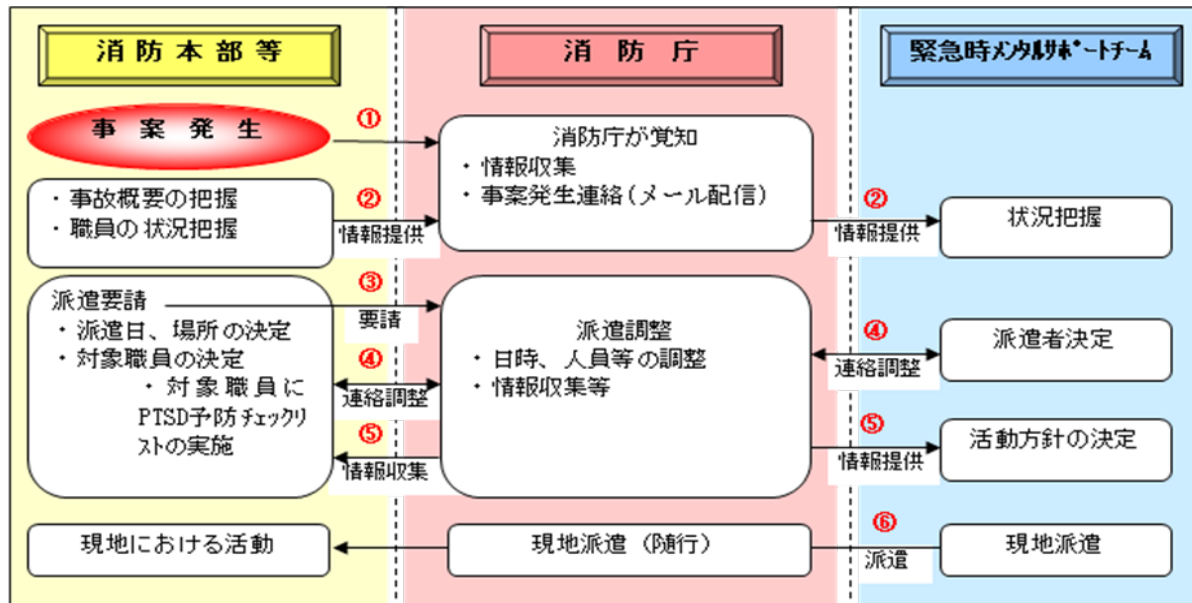 消防本部等
消防庁
緊急時ﾒﾝﾀﾙｻﾎﾟｰﾄﾁｰﾑ
事案発生
①
消防庁が覚知
・情報収集
・事案発生連絡(メール配信)
・事故概要の把握
・職員の状況把握
②
情報提供
②
情報提供
状況把握
派遣要請
・派遣日、場所の決定
・対象職員の決定
・対象職員に
PTSD予防ﾁｪｯｸﾘ
ｽﾄの実施
③
要請
④
連絡調整
⑤
情報収集
派遣調整
・日時、人員等の調整
・情報収集等
④
連絡調整
派遣者決定
⑤
情報提供
活動方針の決定
現地における活動
現地派遣（随行）
⑥
派遣
現地派遣